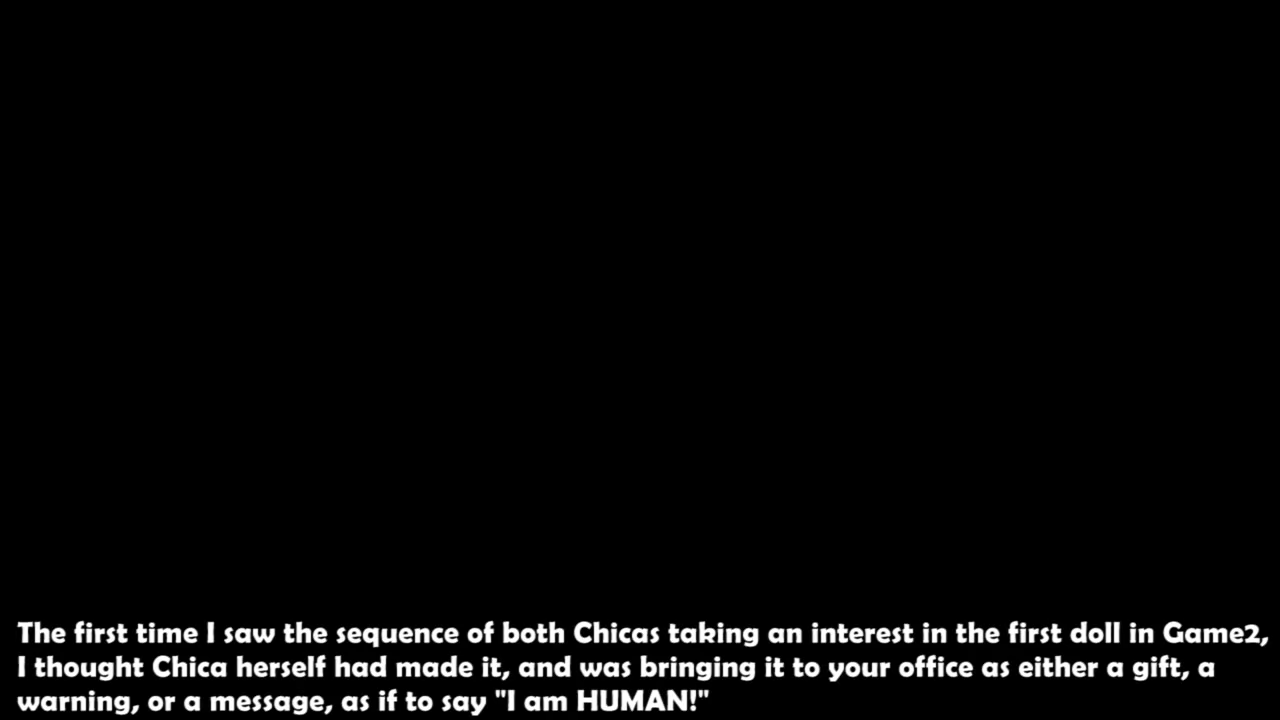 The first time I saw the sequence of both Chicas taking an interest in the first doll in Game2,
I thought Chica herself had made it, and was bringing it to your office as either a gift, a
warning, or a message, as if to say "I am HUMAN!"